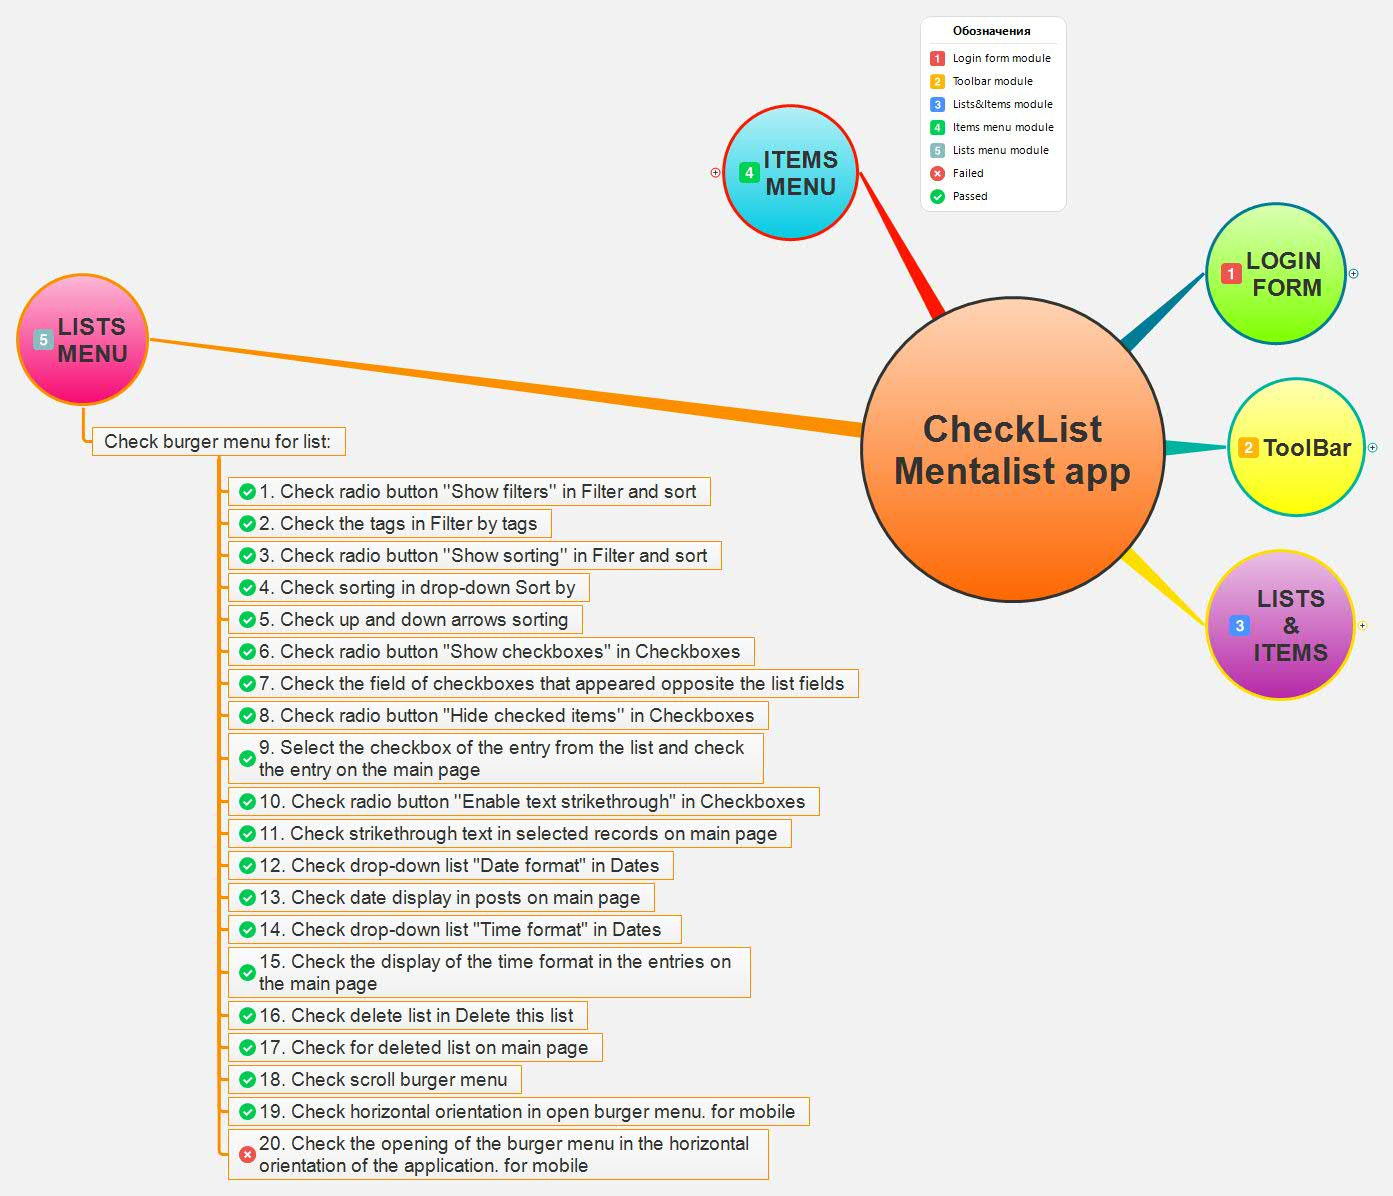 Обозначения
1 Login form module
2 Toolbar module
3 Lists&Items module
4 Items menu module
5 Lists menu module
Failed
Passed
4 ITEMS
MENU
1 LOGIN
FORM
5 LISTS
MENU
CheckList
Mentalist app
2 ToolBar
3 LISTS
&
ITEMS
Check burger menu for list:
1. Check radio button "Show filters" in Filter and sort
2. Check the tags in Filter by tags
3. Check radio button "Show sorting" in Filter and sort
4. Check sorting in drop-down Sort by
5. Check up and down arrows sorting
6. Check radio button "Show checkboxes" in Checkboxes
7. Check the field of checkboxes that appeared opposite the list fields
8. Check radio button "Hide checked items" in Checkboxes
9. Select the checkbox of the entry from the list and check
the entry on the main page
10. Check radio button "Enable text strikethrough" in Checkboxes
11. Check strikethrough text in selected records on main page
12. Check drop-down list "Date format" in Dates
13. Check date display in posts on main page
14. Check drop-down list "Time format" in Dates
15. Check the display of the time format in the entries on
the main page
16. Check delete list in Delete this list
17. Check for deleted list on main page
18. Check scroll burger menu
19. Check horizontal orientation in open burger menu. for mobile
20. Check the opening of the burger menu in the horizontal
orientation of the application. for mobile